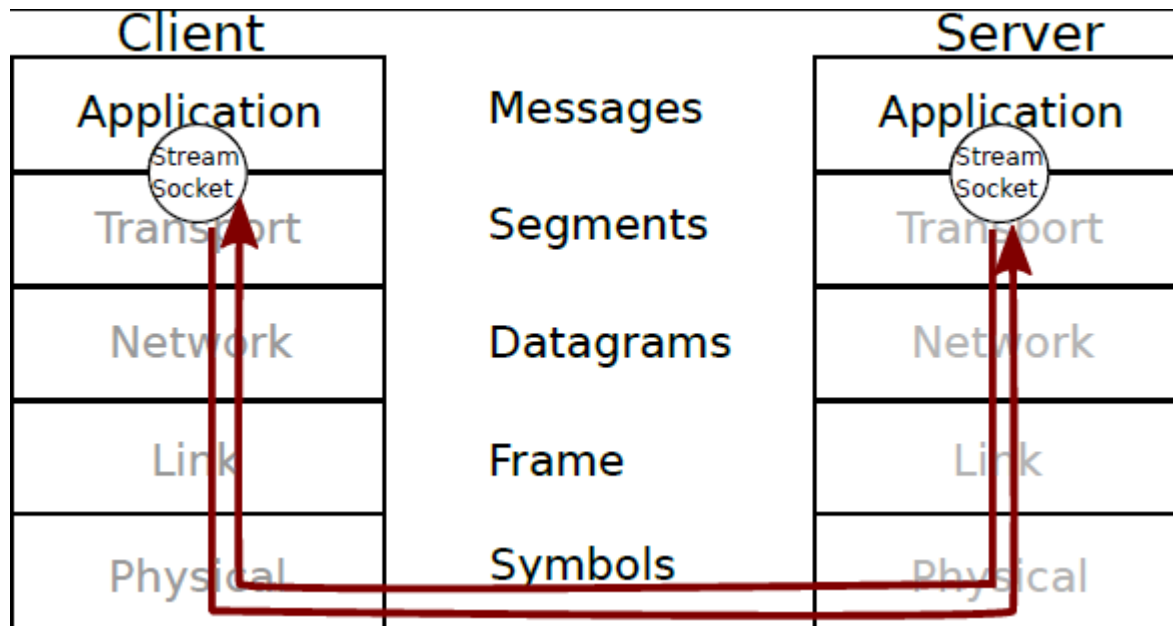 Client
Server
Application
Messages
Application
Stream
Socket
Stream
Socket
Transport
Segments
Transport
Network
Datagrams
Network
Link
Frame
Link
Physical
Symbols
Physical